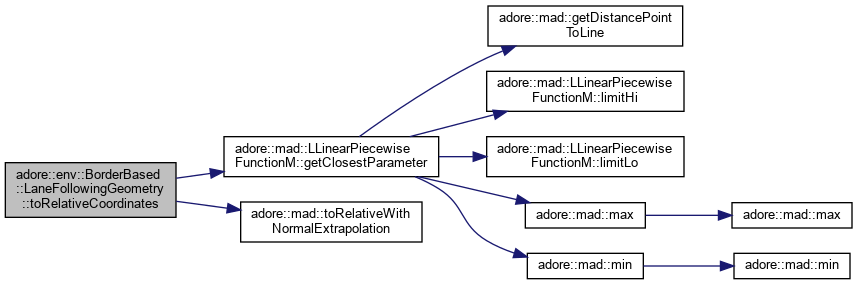 adore::env::BorderBased
::LaneFollowingGeometry
::toRelativeCoordinates
adore::mad::LLinearPiecewise
FunctionM::getClosestParameter
adore::mad::toRelativeWith
NormalExtrapolation
adore::mad::getDistancePoint
ToLine
adore::mad::LLinearPiecewise
FunctionM::limitHi
adore::mad::LLinearPiecewise
FunctionM::limitLo
adore::mad::max
adore::mad::max
adore::mad::min
adore::mad::min